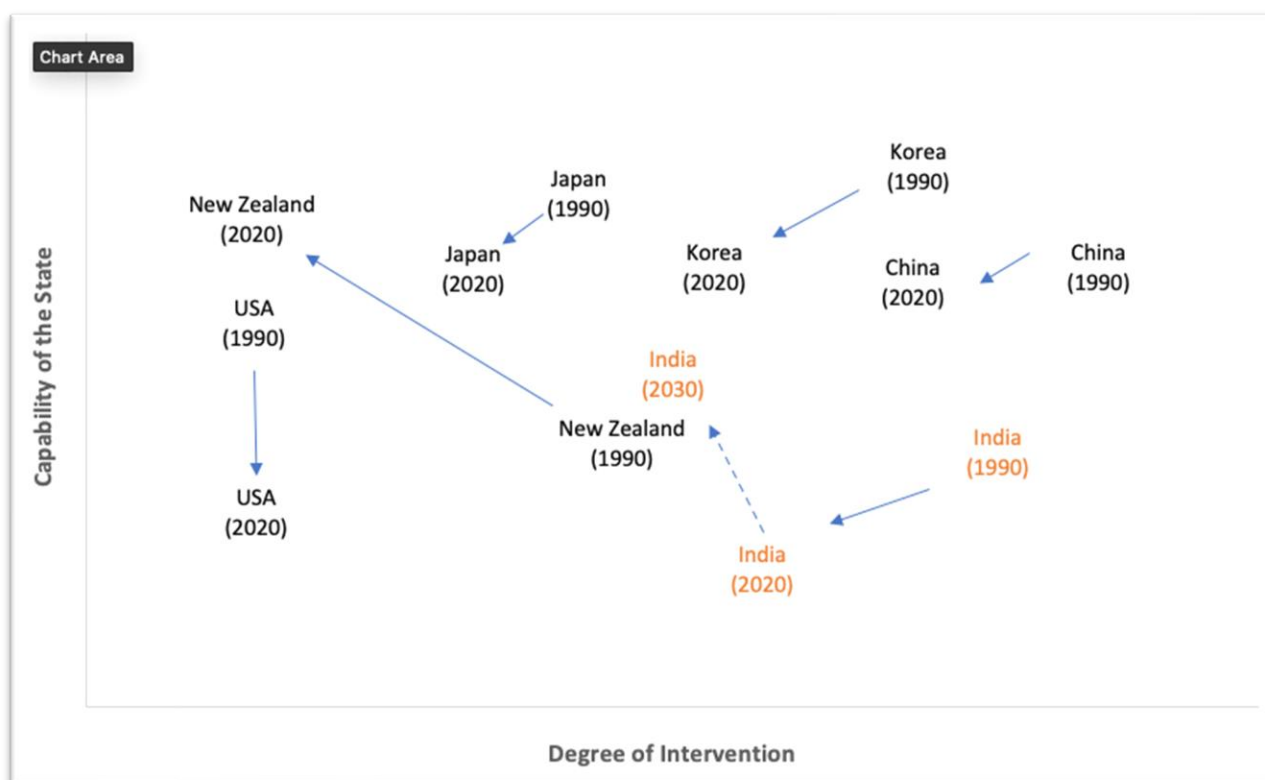 Chart Area
Korea
(1990)
Japan
(1990)
New Zealand
(2020)
Japan
(2020)
Korea
(2020)
China
(2020)
China
(1990)
USA
(1990)
India
(2030)
New Zealand
(1990)
India
(1990)
USA
(2020)
India
(2020)
Capability of the State
Degree of Intervention